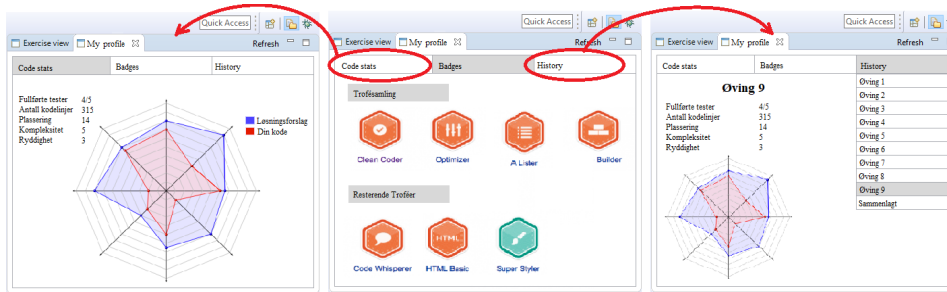 Quick Access
Exercise view My profile
Refresh
Code stats Badges History
Fullførte tester 4/5
Antall kodelinjer 315
Plassering 14
Kompleksitet 5
Ryddighet 3
Løsningsforslag
Din kode
Quick Access
Exercise view My profile
Refresh
Code stats Badges History
Trofésamling
Clean Coder Optimizer A Lister Builder
Resterende Troféer
HTML
Code Whisperer HTML Basic Super Styler
Quick Access
Exercise view My profile
Refresh
Code stats Badges History
Øving 9
Fullførte tester 4/5
Antall kodelinjer 315
Plassering 14
Kompleksitet 5
Ryddighet 3
Øving 1
Øving 2
Øving 3
Øving 4
Øving 5
Øving 6
Øving 7
Øving 8
Øving 9
Sammenlagt